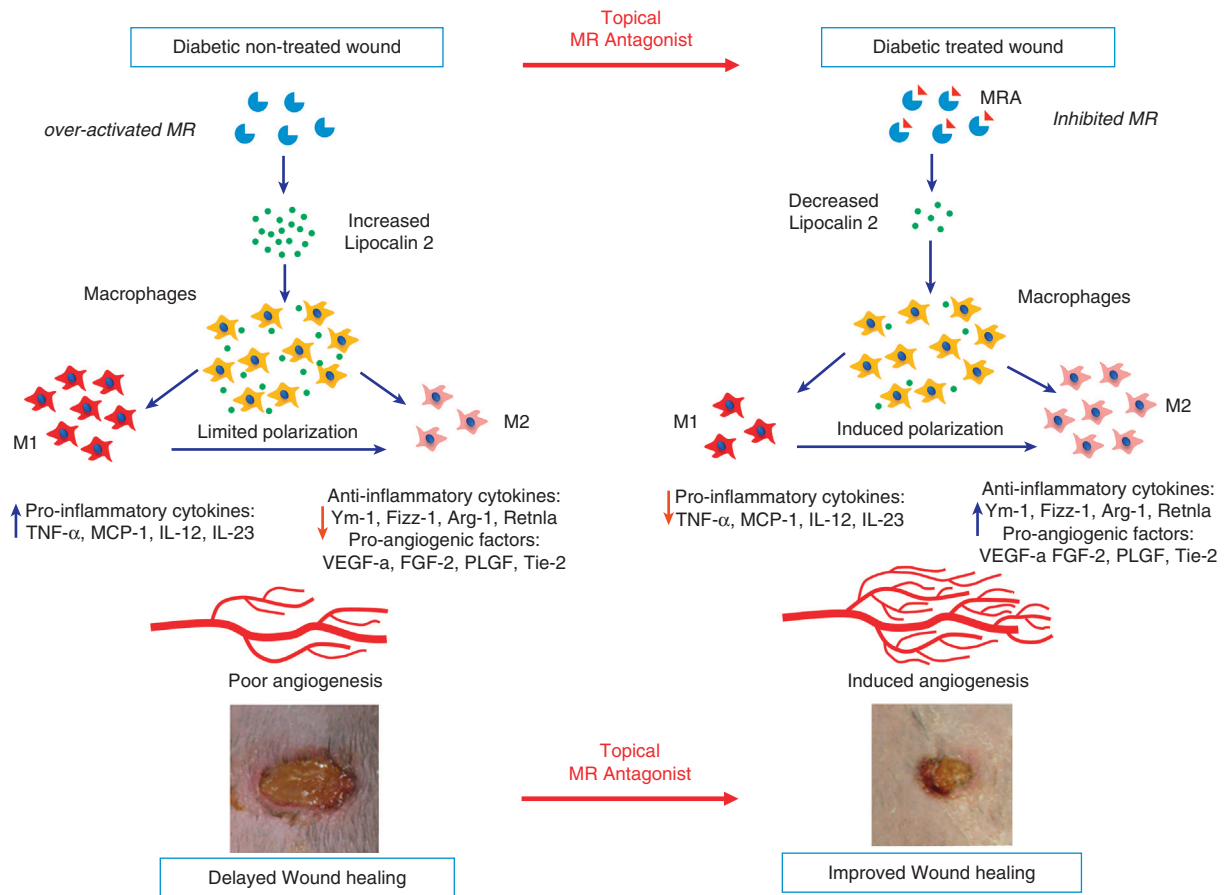 Topical
MR Antagonist
Diabetic non-treated wound
Diabetic treated wound
over-activated MR
MRA
Inhibited MR
Increased
Lipocalin 2
Decreased
Lipocalin 2
Macrophages
Macrophages
M1
Limited polarization
M2
M1
Induced polarization
M2
Pro-inflammatory cytokines:
TNF-α, MCP-1, IL-12, IL-23
Anti-inflammatory cytokines:
Ym-1, Fizz-1, Arg-1, Retnla
Pro-angiogenic factors:
VEGF-a, FGF-2, PLGF, Tie-2
Pro-inflammatory cytokines:
TNF-α, MCP-1, IL-12, IL-23
Anti-inflammatory cytokines:
Ym-1, Fizz-1, Arg-1, Retnla
Pro-angiogenic factors:
VEGF-a FGF-2, PLGF, Tie-2
Poor angiogenesis
Induced angiogenesis
Topical
MR Antagonist
Delayed Wound healing
Improved Wound healing